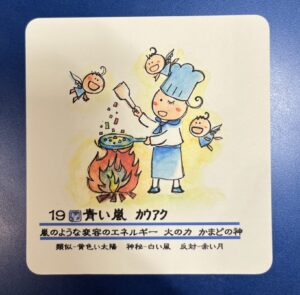 19 青い嵐 カウアク
嵐のような変容のエネルギー 火の力 かまどの神
類似-黄色い太陽 神秘-白い風 反対-赤い月